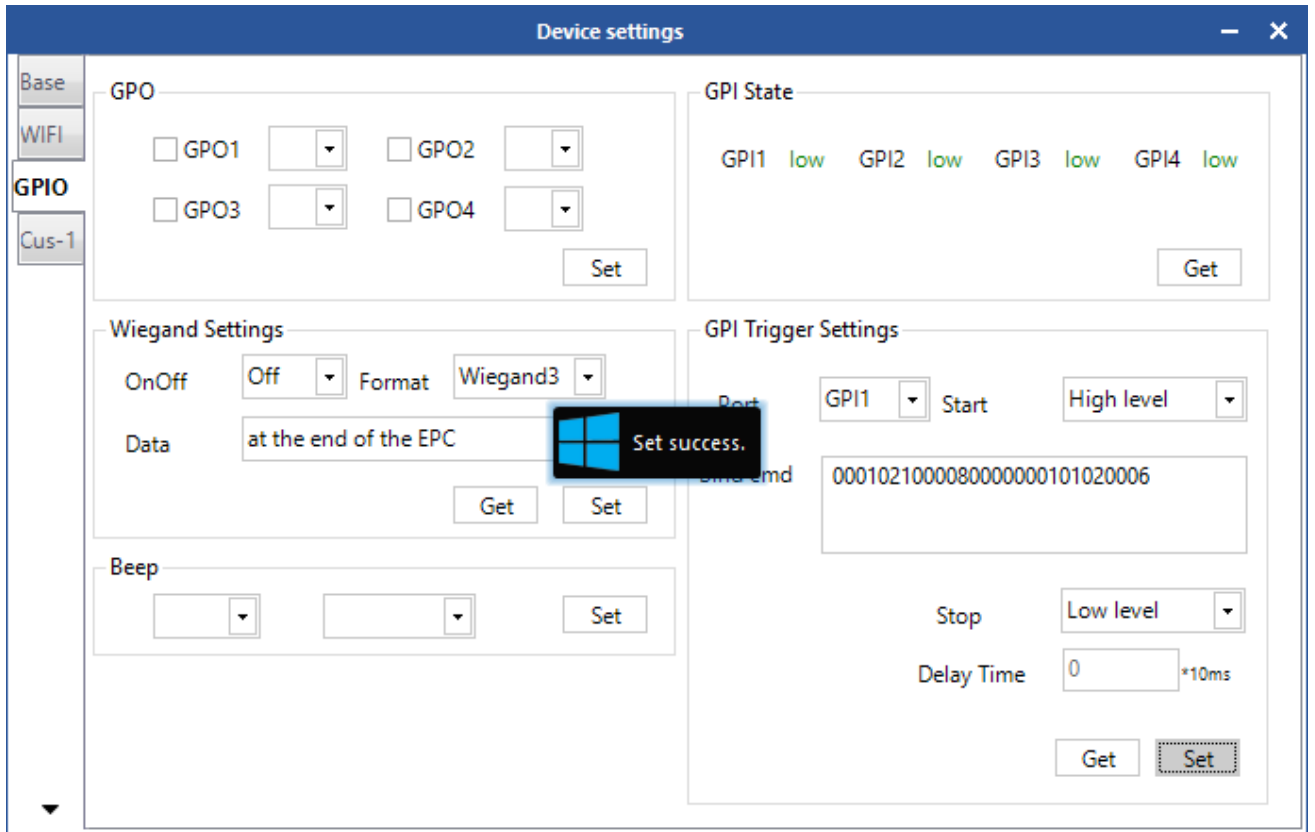 Device settings
Base
WIFI
GPIO
Cus-1
GPO
GPO1
GPO2
GPO3
GPO4
Set
GPI State
GPI1 low GPI2 low GPI3 low GPI4 low
Get
Wiegand Settings
OnOff Off Format Wiegand3
Data at the end of the EPC
Get Set
Set success.
Beep
Set
GPI Trigger Settings
Port GPI1 Start High level
cmd 0001021000080000000101020006
Stop Low level
Delay Time 0 *10ms
Get Set